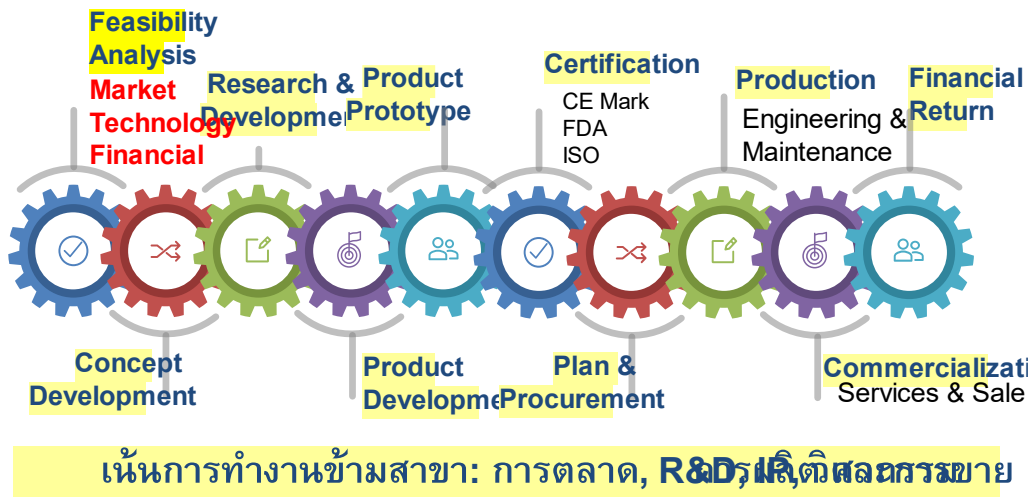 Feasibility
Analysis
Market
Technology
Financial
Research &
Product
Prototype
Certification
CE Mark
FDA
ISO
Production
Engineering &
Maintenance
Financial
Return
Concept
Development
Product
Plan &
Procurement
Services & Sale
เน้นการทำงานข้ามสาขา: การตลาด, R&D, IP,